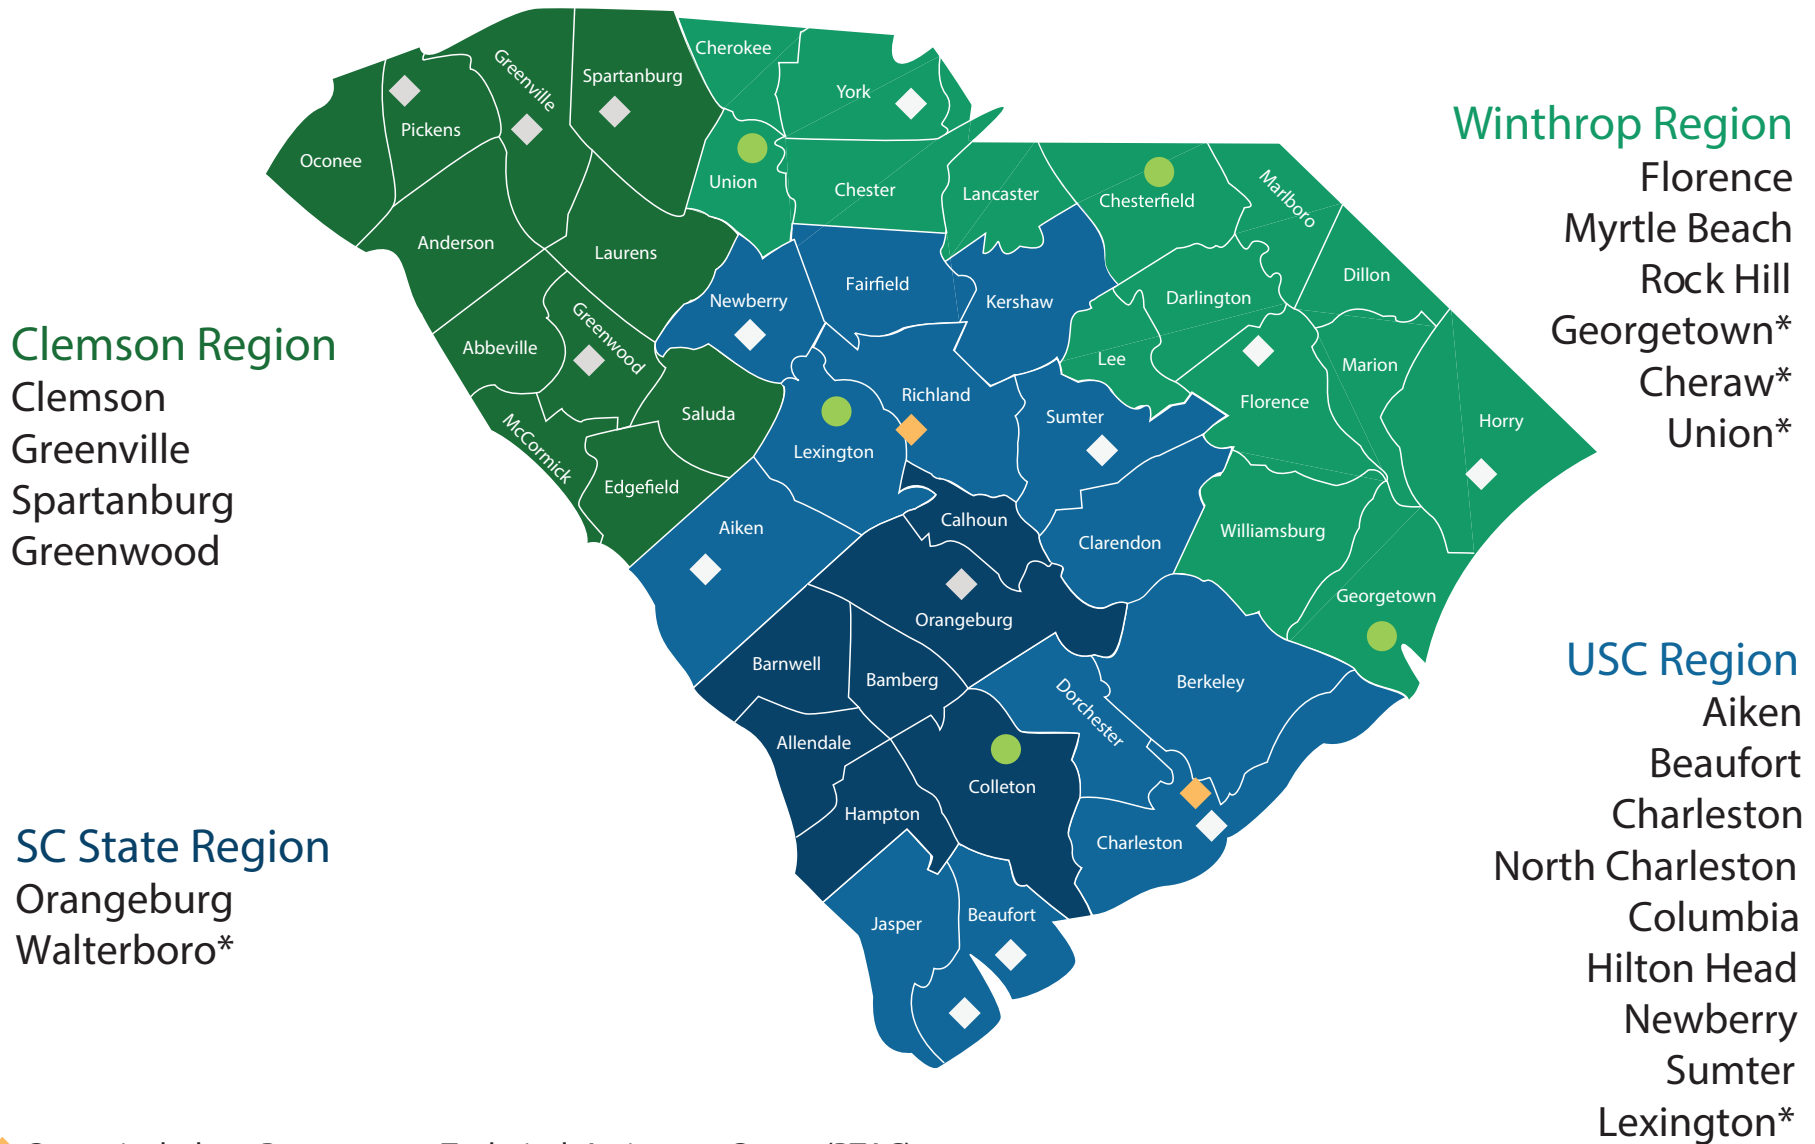 Cherokee
Greenville
Spartanburg
York
Pickens
Oconee
Union
Chester
Lancaster
Chesterfield
Marlboro
Anderson
Laurens
Newberry
Fairfield
Kershaw
Darlington
Dillon
Abbeville
Greenwood
Lee
Marion
Richland
Florence
Saluda
Sumter
Horry
McCormick
Lexington
Edgefield
Aiken
Calhoun
Clarendon
Williamsburg
Georgetown
Orangeburg
Barnwell
Bamberg
Berkeley
Dorchester
Allendale
Colleton
Hampton
Charleston
Jasper
Beaufort
Clemson Region
Clemson
Greenville
Spartanburg
Greenwood
SC State Region
Orangeburg
Walterboro*
Winthrop Region
Florence
Myrtle Beach
Rock Hill
Georgetown*
Cheraw*
Union*
USC Region
Aiken
Beaufort
Charleston
North Charleston
Columbia
Hilton Head
Newberry
Sumter
Lexington*